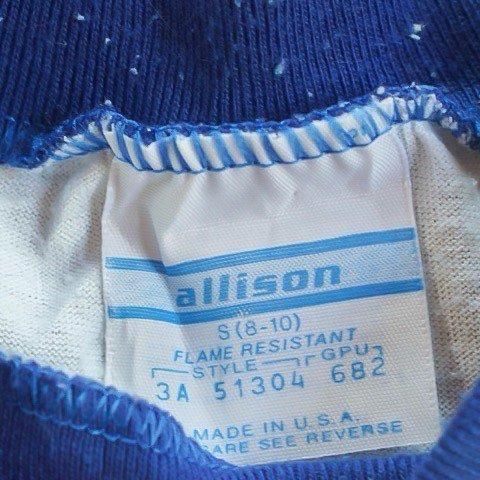 allison
S(8-10)
FLAME RESISTANT
STYLE GPU
3A 51304 682
MADE IN U.S.A.
CARE SEE REVERSE